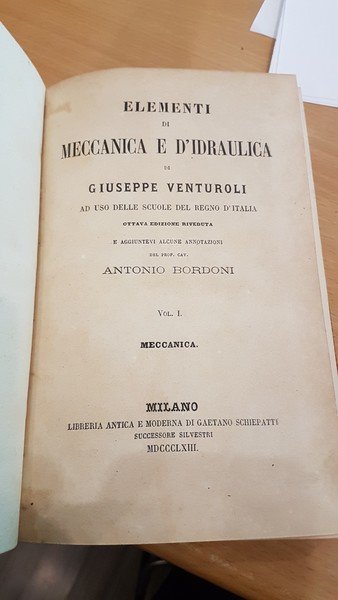 ELEMENTI
DI
MECCANICA E D'IDRAULICA
DI
GIUSEPPE VENTUROLI
AD USO DELLE SCUOLE DEL REGNO D'ITALIA
OTTAVA EDIZIONE RIVEDUTA
E AGGIUNTEVI ALCUNE ANNOTAZIONI
DEL PROF. CAV.
ANTONIO BORDONI
VOL. I.
MECCANICA.
MILANO
LIBRERIA ANTICA E MODERNA DI GAETANO SCHIEPATTI
SUCCESSORE SILVESTRI
MDCCCLXIII.